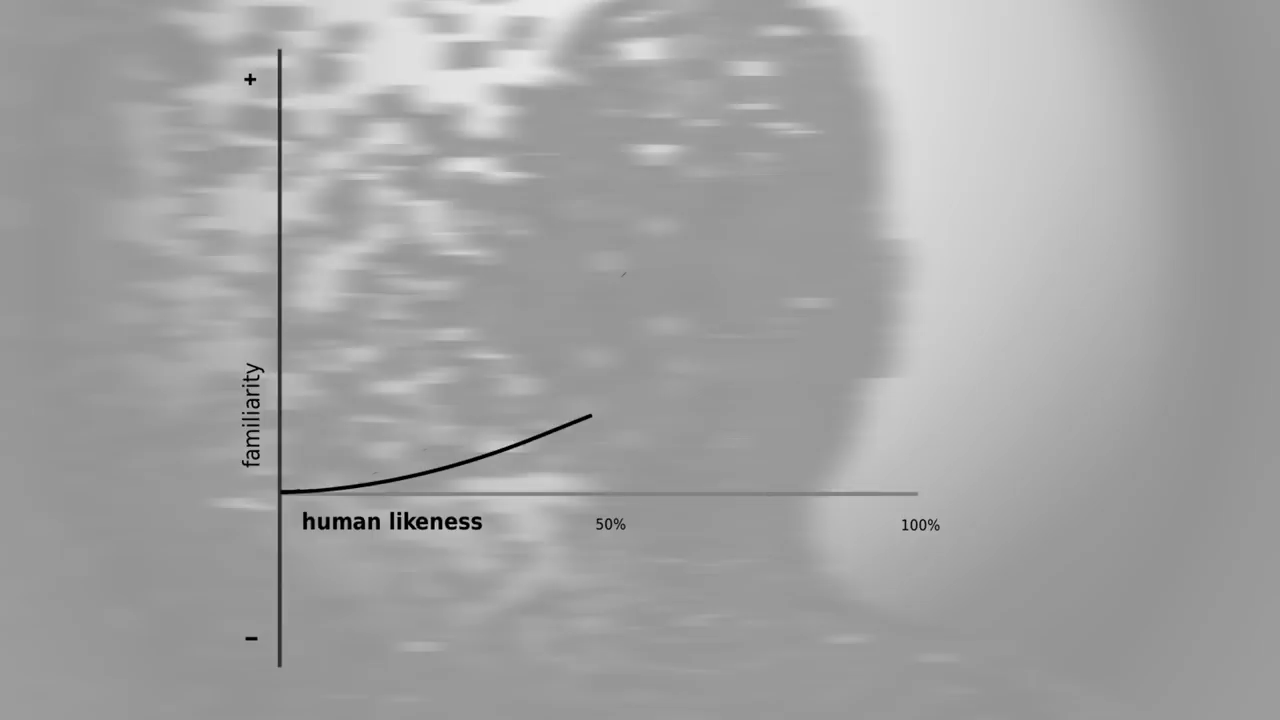 +
familiarity
human likeness
50%
100%
–